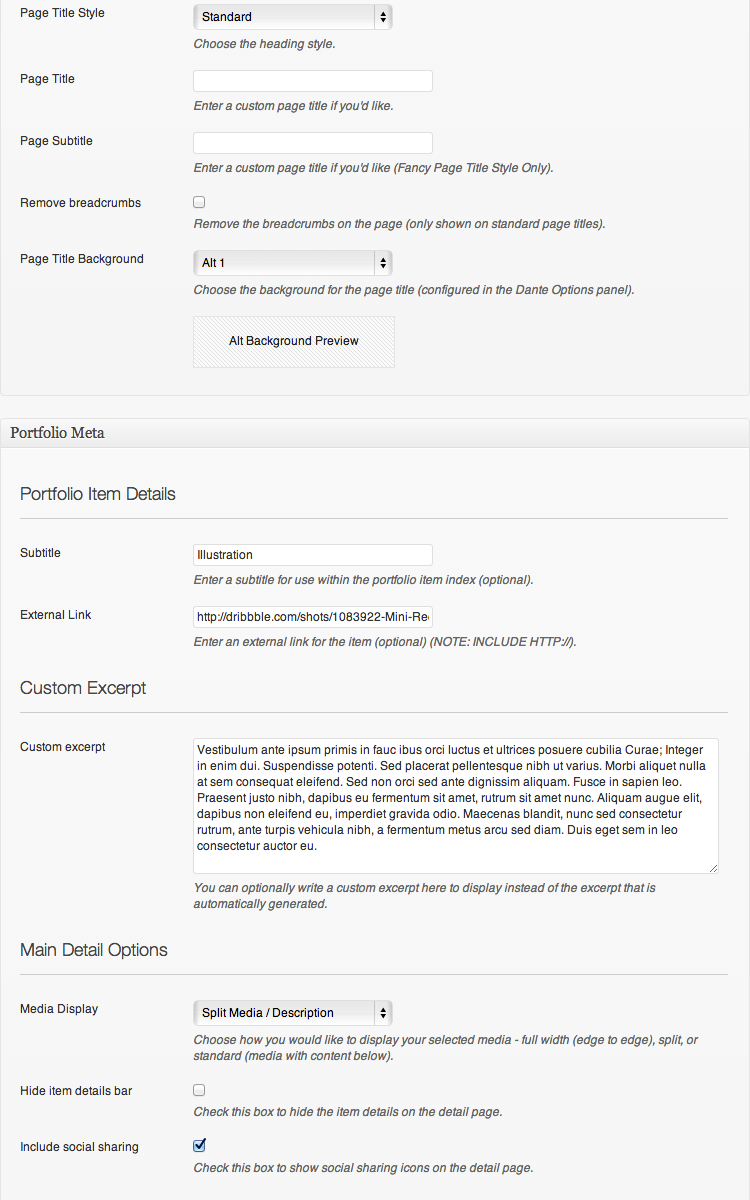 Page Title Style
Standard
Choose the heading style.
Page Title
Enter a custom page title if you'd like.
Page Subtitle
Enter a custom page title if you'd like (Fancy Page Title Style Only).
Remove breadcrumbs
Remove the breadcrumbs on the page (only shown on standard page titles).
Page Title Background
Alt 1
Choose the background for the page title (configured in the Dante Options panel).
Alt Background Preview
Portfolio Meta
Portfolio Item Details
Subtitle
Illustration
Enter a subtitle for use within the portfolio item index (optional).
External Link
http://dribbble.com/shots/1083922-Mini-Re
Enter an external link for the item (optional) (NOTE: INCLUDE HTTP://).
Custom Excerpt
Custom excerpt
Vestibulum ante ipsum primis in fauc ibus orci luctus et ultrices posuere cubilia Curae; Integer
in enim dui. Suspendisse potenti. Sed placerat pellentesque nibh ut varius. Morbi aliquet nulla
at sem consequat eleifend. Sed non orci sed ante dignissim aliquam. Fusce in sapien leo.
Praesent justo nibh, dapibus eu fermentum sit amet, rutrum sit amet nunc. Aliquam augue elit,
dapibus non eleifend eu, imperdiet gravida odio. Maecenas blandit, nunc sed consectetur
rutrum, ante turpis vehicula nibh, a fermentum metus arcu sed diam. Duis eget sem in leo
consectetur auctor eu.
You can optionally write a custom excerpt here to display instead of the excerpt that is
automatically generated.
Main Detail Options
Media Display
Split Media / Description
Choose how you would like to display your selected media - full width (edge to edge), split, or
standard (media with content below).
Hide item details bar
Check this box to hide the item details on the detail page.
Include social sharing
Check this box to show social sharing icons on the detail page.